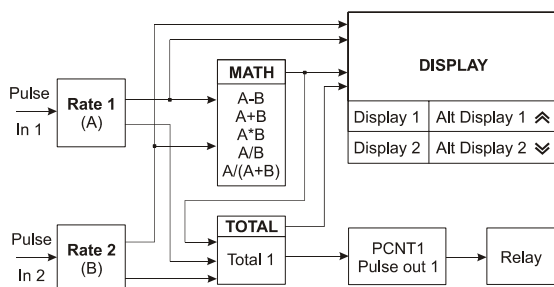 Pulse
In 1
Rate 1
(A)
MATH
A-B
A+B
A*B
A/B
A/(A+B)
DISPLAY
Display 1
Alt Display 1
Display 2
Alt Display 2
Pulse
In 2
Rate 2
(B)
TOTAL
Total 1
PCNT1
Pulse out 1
Relay